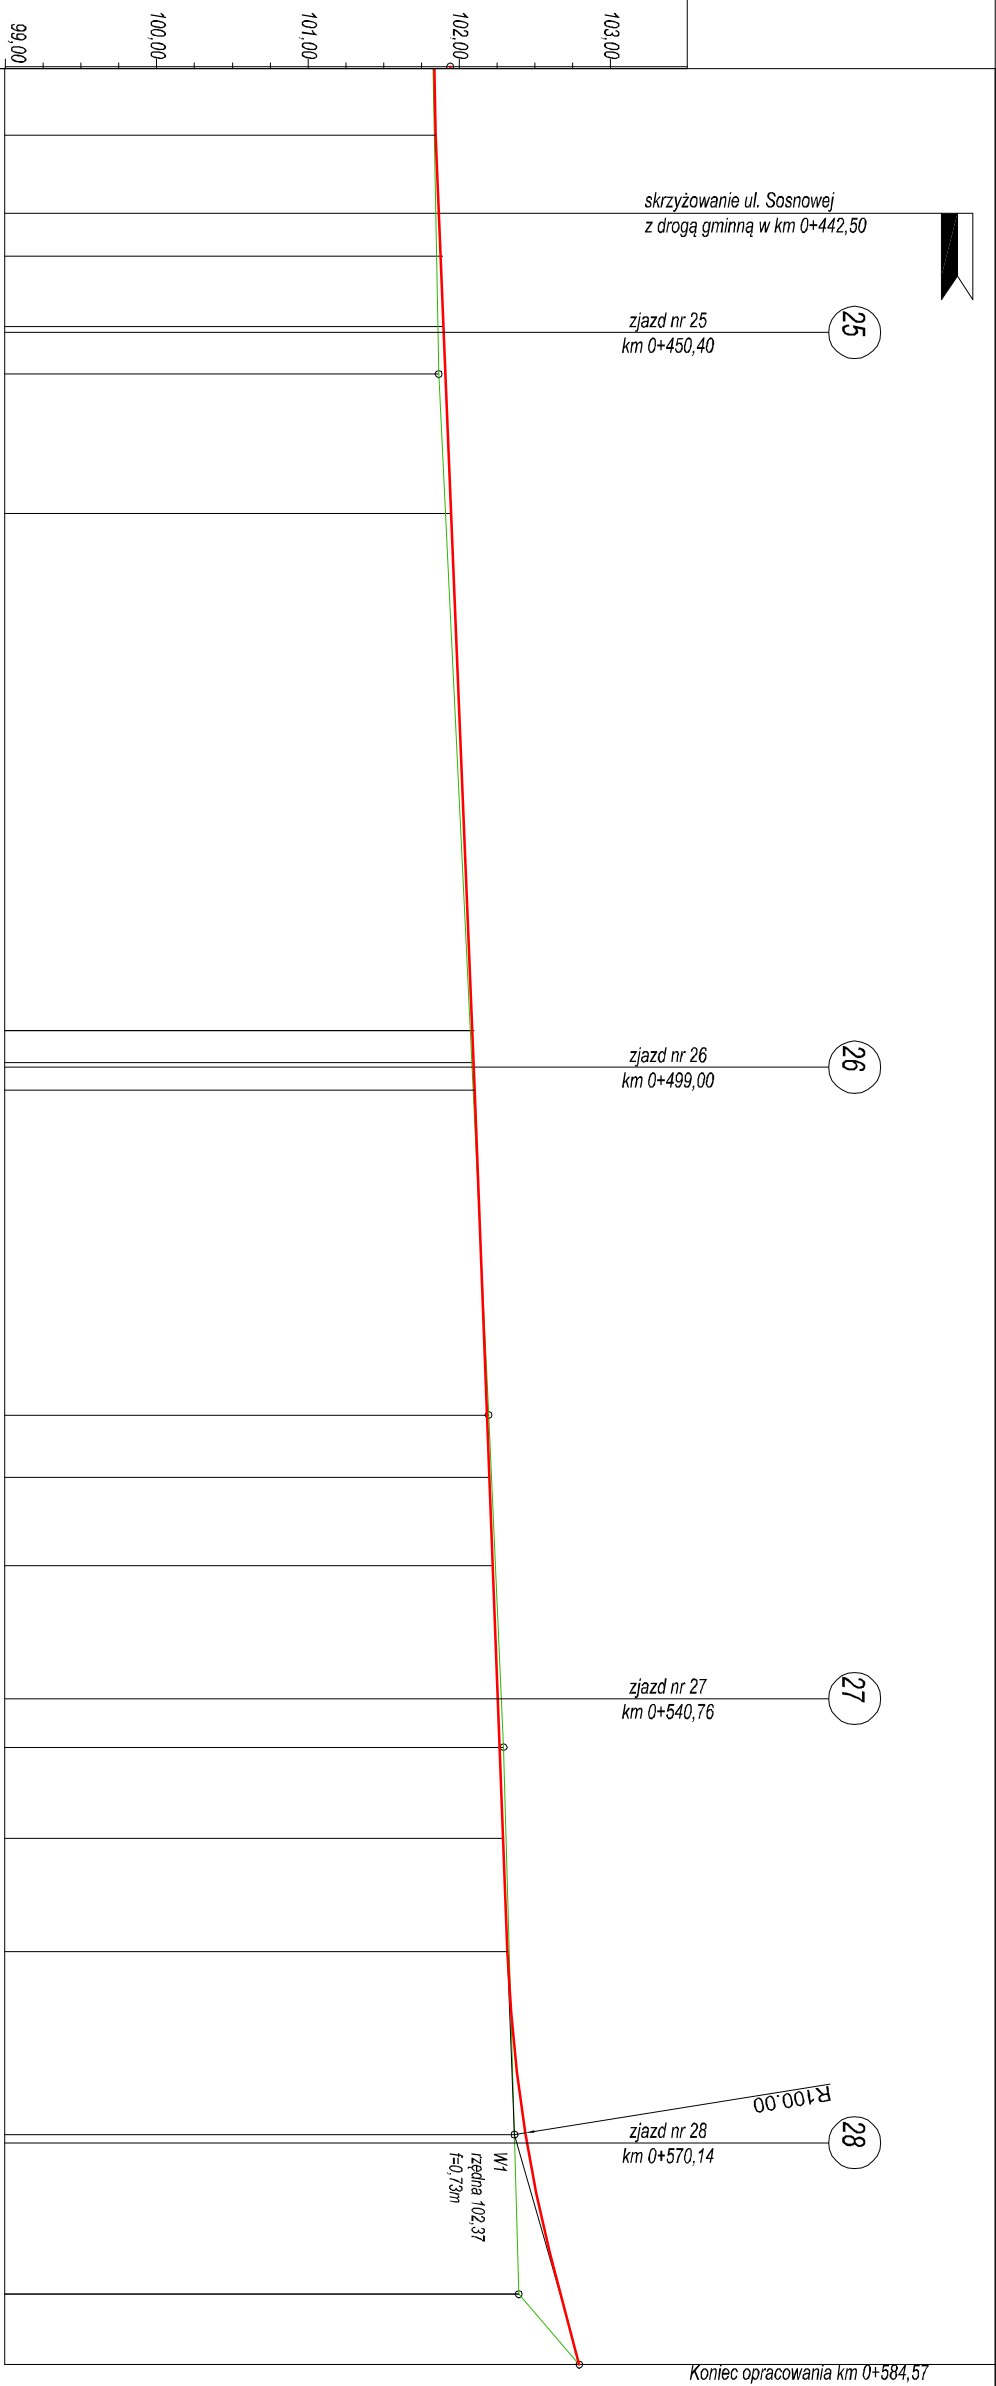 99,00
100,00
101,00
102,00
103,00
skrzyżowanie ul. Sosnowej
z drogą gminną w km 0+442,50
zjazd nr 25
km 0+450,40
25
zjazd nr 26
km 0+499,00
26
zjazd nr 27
km 0+540,76
27
R100.00
zjazd nr 28
km 0+570,14
28
W1
rzędna 102,37
f=0,73m
Koniec opracowania km 0+584,57